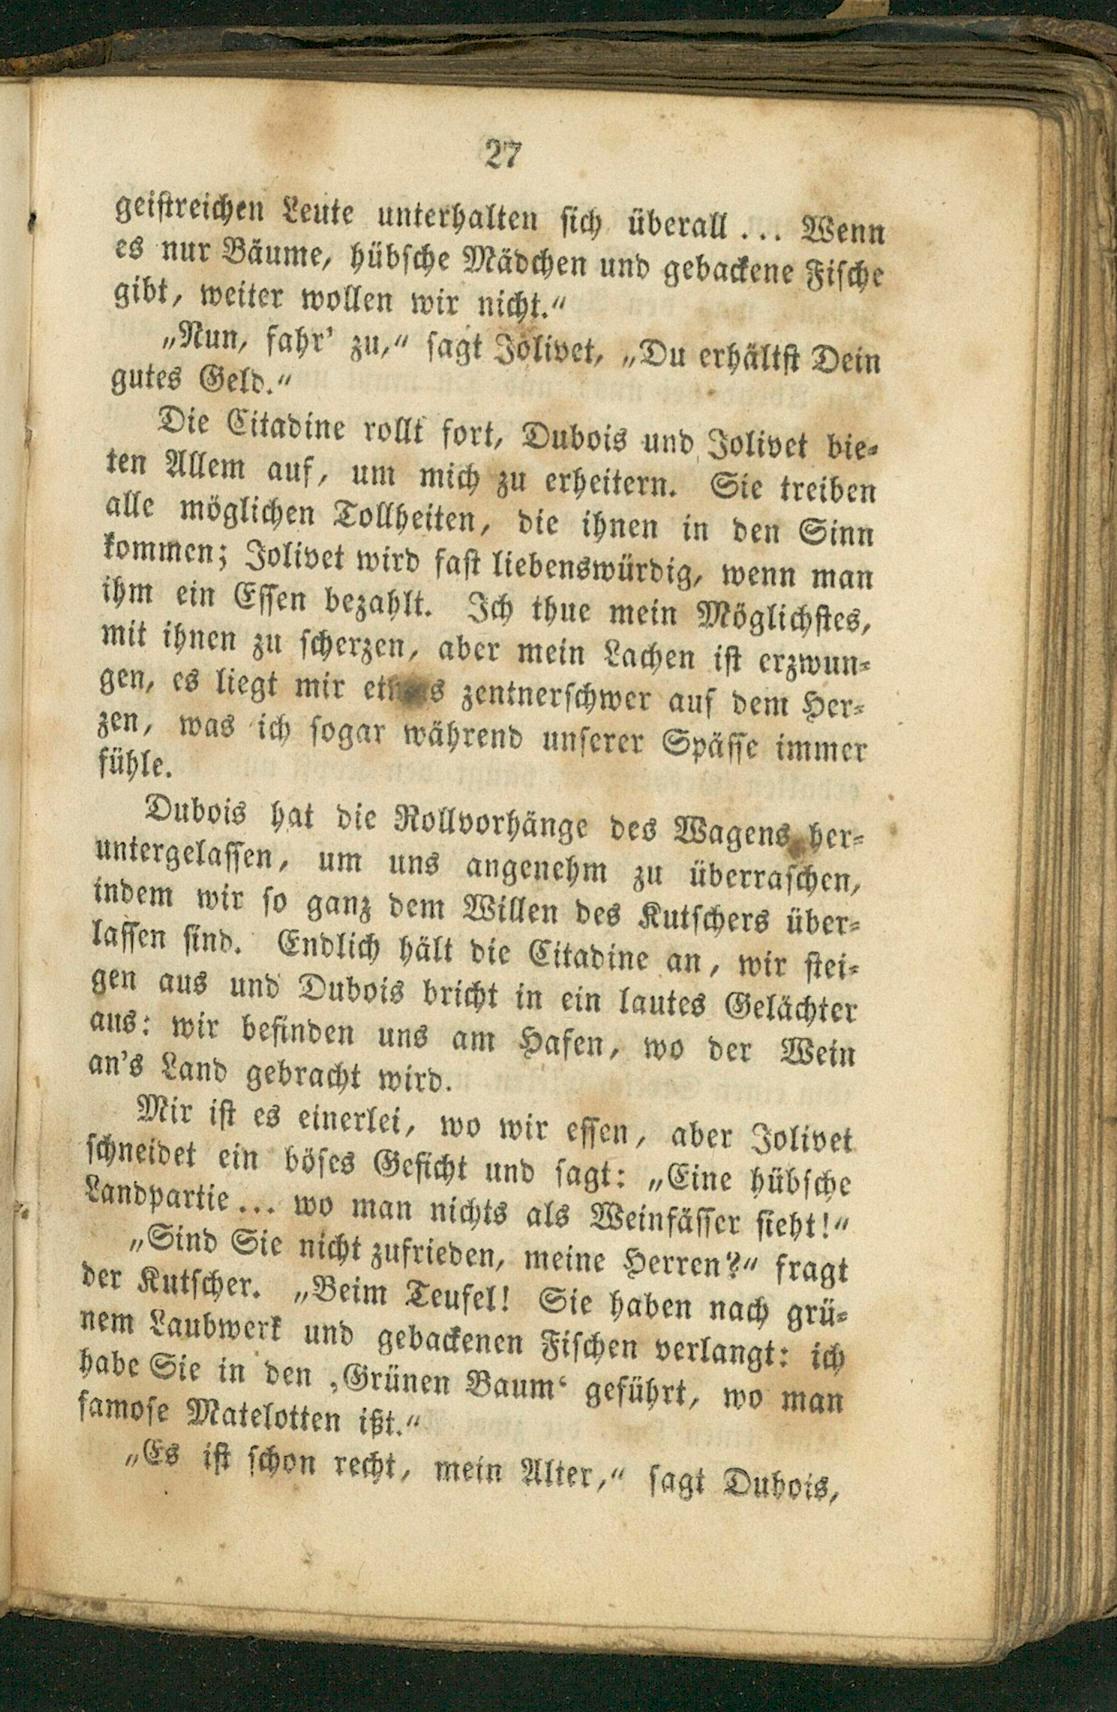 27
geistreichen Leute unterhalten sich überall ... Wenn
es nur Bäume, hübsche Mädchen und gebackene Fische
gibt, weiter wollen wir nicht.“
„Nun, fahr’ zu,“ sagt Jolivet, „Du erhältst Dein
gutes Geld.“
Die Citadine rollt fort, Dubois und Jolivet bie-
ten Allem auf, um mich zu erheitern. Sie treiben
alle möglichen Tollheiten, die ihnen in den Sinn
kommen; Jolivet wird fast liebenswürdig, wenn man
ihm ein Essen bezahlt. Ich thue mein Möglichstes,
mit ihnen zu scherzen, aber mein Lachen ist erzwun-
gen, es liegt mir etwas zentnerschwer auf dem Her-
zen, was ich sogar während unserer Spässe immer
fühle.
Dubois hat die Rollvorhänge des Wagens her-
untergelassen, um uns angenehm zu überraschen,
indem wir so ganz dem Willen des Kutschers über-
lassen sind. Endlich hält die Citadine an, wir stei-
gen aus und Dubois bricht in ein lautes Gelächter
aus: wir befinden uns am Hafen, wo der Wein
an’s Land gebracht wird.
Mir ist es einerlei, wo wir essen, aber Jolivet
schneidet ein böses Gesicht und sagt: „Eine hübsche
Landpartie... wo man nichts als Weinfässer sieht!“
„Sind Sie nicht zufrieden, meine Herren?“ fragt
der Kutscher. „Beim Teufel! Sie haben nach grü-
nem Laubwerk und gebackenen Fischen verlangt: ich
habe Sie in den ‚Grünen Baum‘ geführt, wo man
famose Matelotten ißt.“
„Es ist schon recht, mein Alter,“ sagt Dubois,